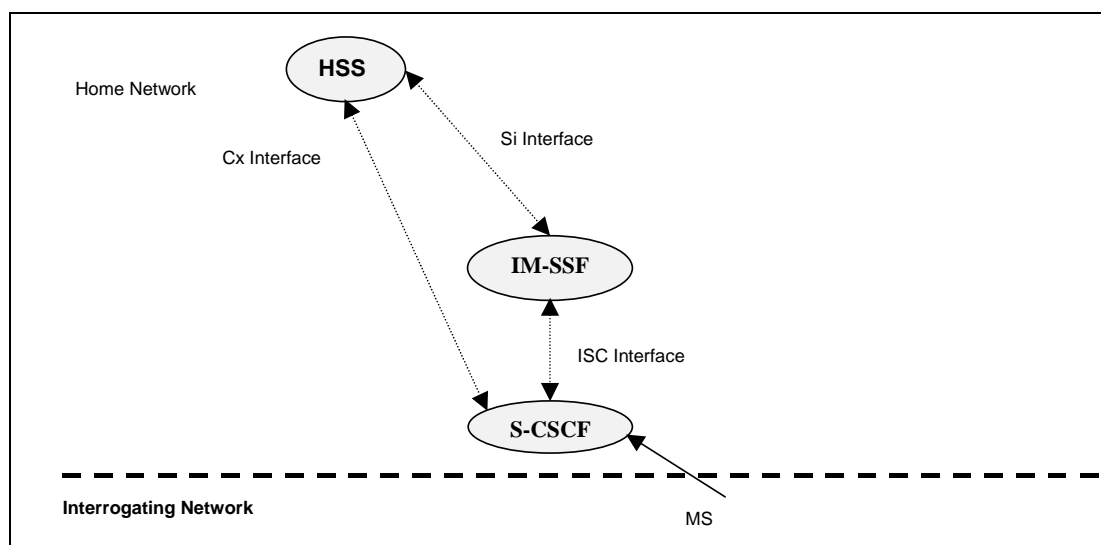 HSS
Home Network
Si Interface
Cx Interface
IM-SSF
ISC Interface
S-CSCF
Interrogating Network
MS